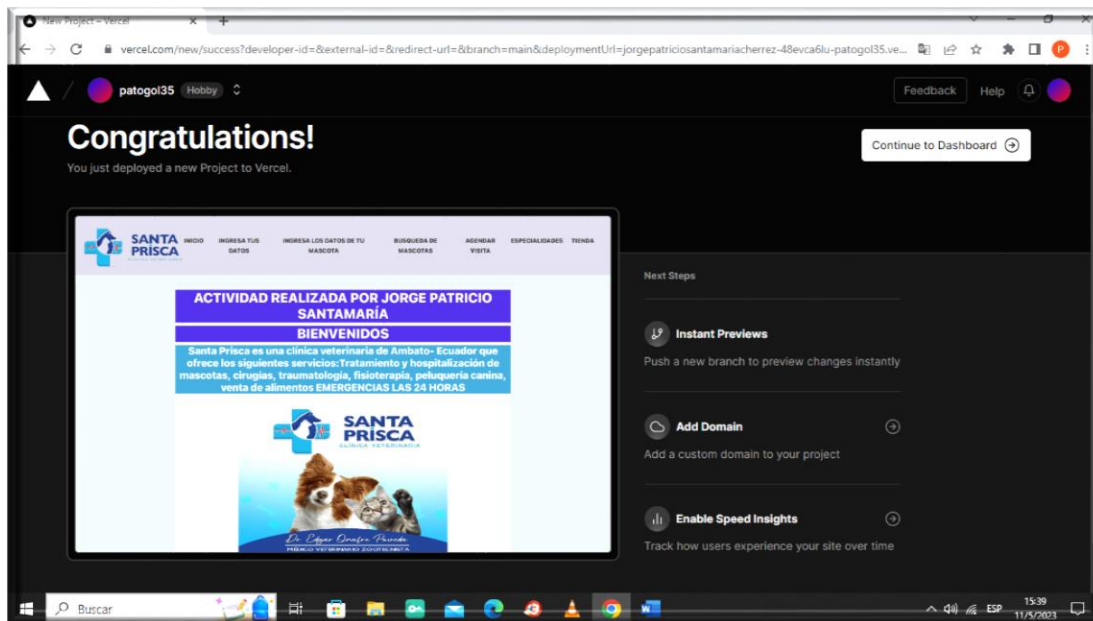 New Project – Vercel
vercel.com/new/success?developer-id=&external-id=&redirect-url=&branch=main&deploymentUrl=jorgepatriciosantamariacherrez-48evca6lu-patogol35.ve...
P
patogol35 Hobby
Feedback
Help
Congratulations!
You just deployed a new Project to Vercel.
Continue to Dashboard
SANTA
PRISCA
INICIO
INGRESA TUS
DATOS
INGRESA LOS DATOS DE TU
MASCOTA
BUSQUEDA DE
MASCOTAS
AGENDAR
VISITA
ESPECIALIDADES
TIENDA
ACTIVIDAD REALIZADA POR JORGE PATRICIO
SANTAMARÍA
BIENVENIDOS
Santa Prisca es una clínica veterinaria de Ambato- Ecuador que
ofrece los siguientes servicios:Tratamiento y hospitalización de
mascotas, cirugías, traumatología, fisioterapia, peluquería canina,
venta de alimentos EMERGENCIAS LAS 24 HORAS
SANTA
PRISCA
CLÍNICA VETERINARIA
Dr. Edgar Onofre
MÉDICO VETERINARIO ZOOTECNISTA
Next Steps
Instant Previews
Push a new branch to preview changes instantly
Add Domain
Add a custom domain to your project
Enable Speed Insights
Track how users experience your site over time
Buscar
ESP
15:39
11/5/2023